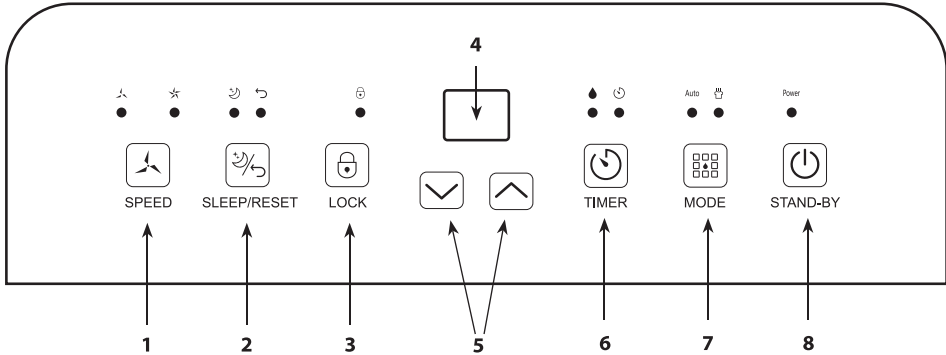 4
Auto
Power
SPEED
SLEEP/RESET
LOCK
TIMER
MODE
STAND-BY
1
2
3
5
6
7
8